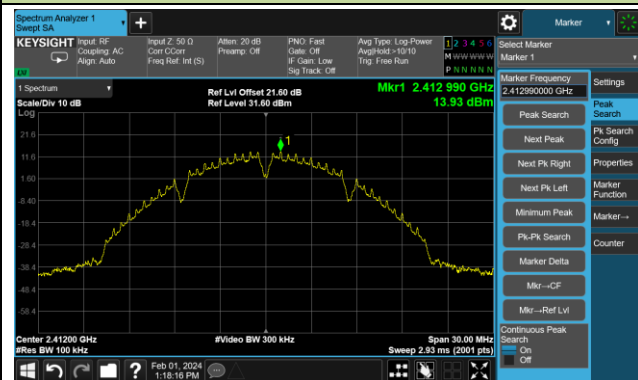 Spectrum Analyzer 1
Swept SA
Marker
KEYSIGHT
Input: RF
Coupling: AC
Align: Auto
Input Z: 50 Ω
Corr CCorr
Freq Ref: Int (S)
Atten: 20 dB
Preamp: Off
PNO: Fast
Gate: Off
IF Gain: Low
Sig Track: Off
Avg Type: Log-Power
Avg|Hold:>10/10
Trig: Free Run
1 2 3 4 5 6
M W W W W W
P N N N N N
Select Marker
Marker 1
1 Spectrum
Scale/Div 10 dB
Log
Ref Lvl Offset 21.60 dB
Ref Level 31.60 dBm
Mkr1 2.412 990 GHz
13.93 dBm
21.6
11.6
1.60
-8.40
-18.4
-28.4
-38.4
-48.4
-58.4
1
Center 2.41200 GHz
#Res BW 100 kHz
#Video BW 300 kHz
Span 30.00 MHz
Sweep 2.93 ms (2001 pts)
Marker Frequency
2.412990000 GHz
Peak Search
Next Peak
Next Pk Right
Next Pk Left
Minimum Peak
Pk-Pk Search
Marker Delta
Mkr→CF
Mkr→Ref Lvl
Continuous Peak
Search
On
Off
Settings
Peak
Search
Pk Search
Config
Properties
Marker
Function
Marker→
Counter
?
Feb 01, 2024
1:18:16 PM